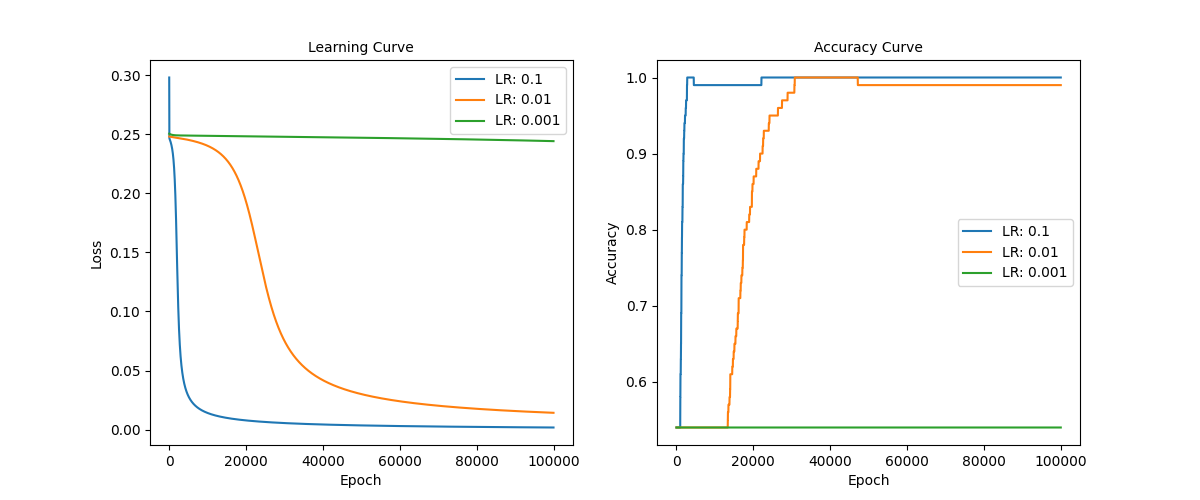 Learning Curve
Loss
0.30
0.25
0.20
0.15
0.10
0.05
0.00
LR: 0.1
LR: 0.01
LR: 0.001
0 20000 40000 60000 80000 100000
Epoch
Accuracy Curve
Accuracy
1.0
0.9
0.8
0.7
0.6
LR: 0.1
LR: 0.01
LR: 0.001
0 20000 40000 60000 80000 100000
Epoch